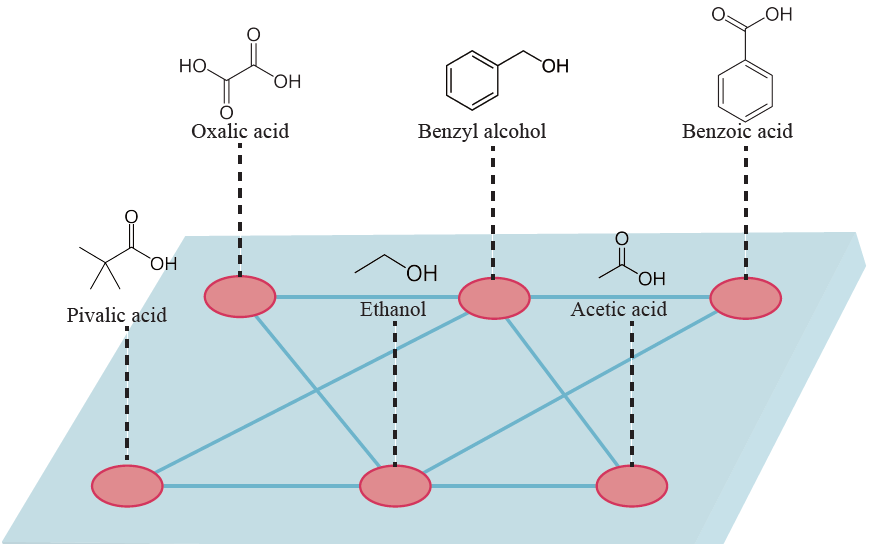 O
OH
HO
OH
O
Oxalic acid
OH
Benzyl alcohol
O
OH
Benzoic acid
O
OH
Pivalic acid
OH
Ethanol
O
OH
Acetic acid